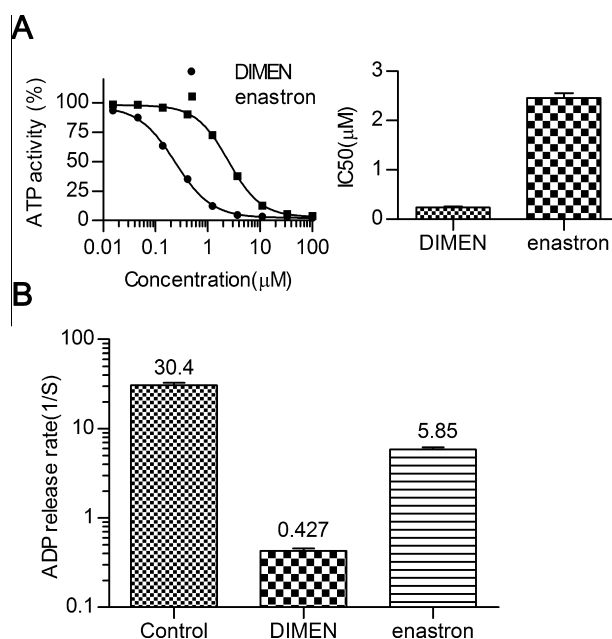 A
DIMEN
enastron
ATP activity (%)
100
75
50
25
0
0.01 0.1 1 10 100
Concentration(μM)
IC50(μM)
3
2
1
0
DIMEN enastron
B
ADP release rate(1/S)
100
10
1
0.1
30.4
0.427
5.85
Control DIMEN enastron